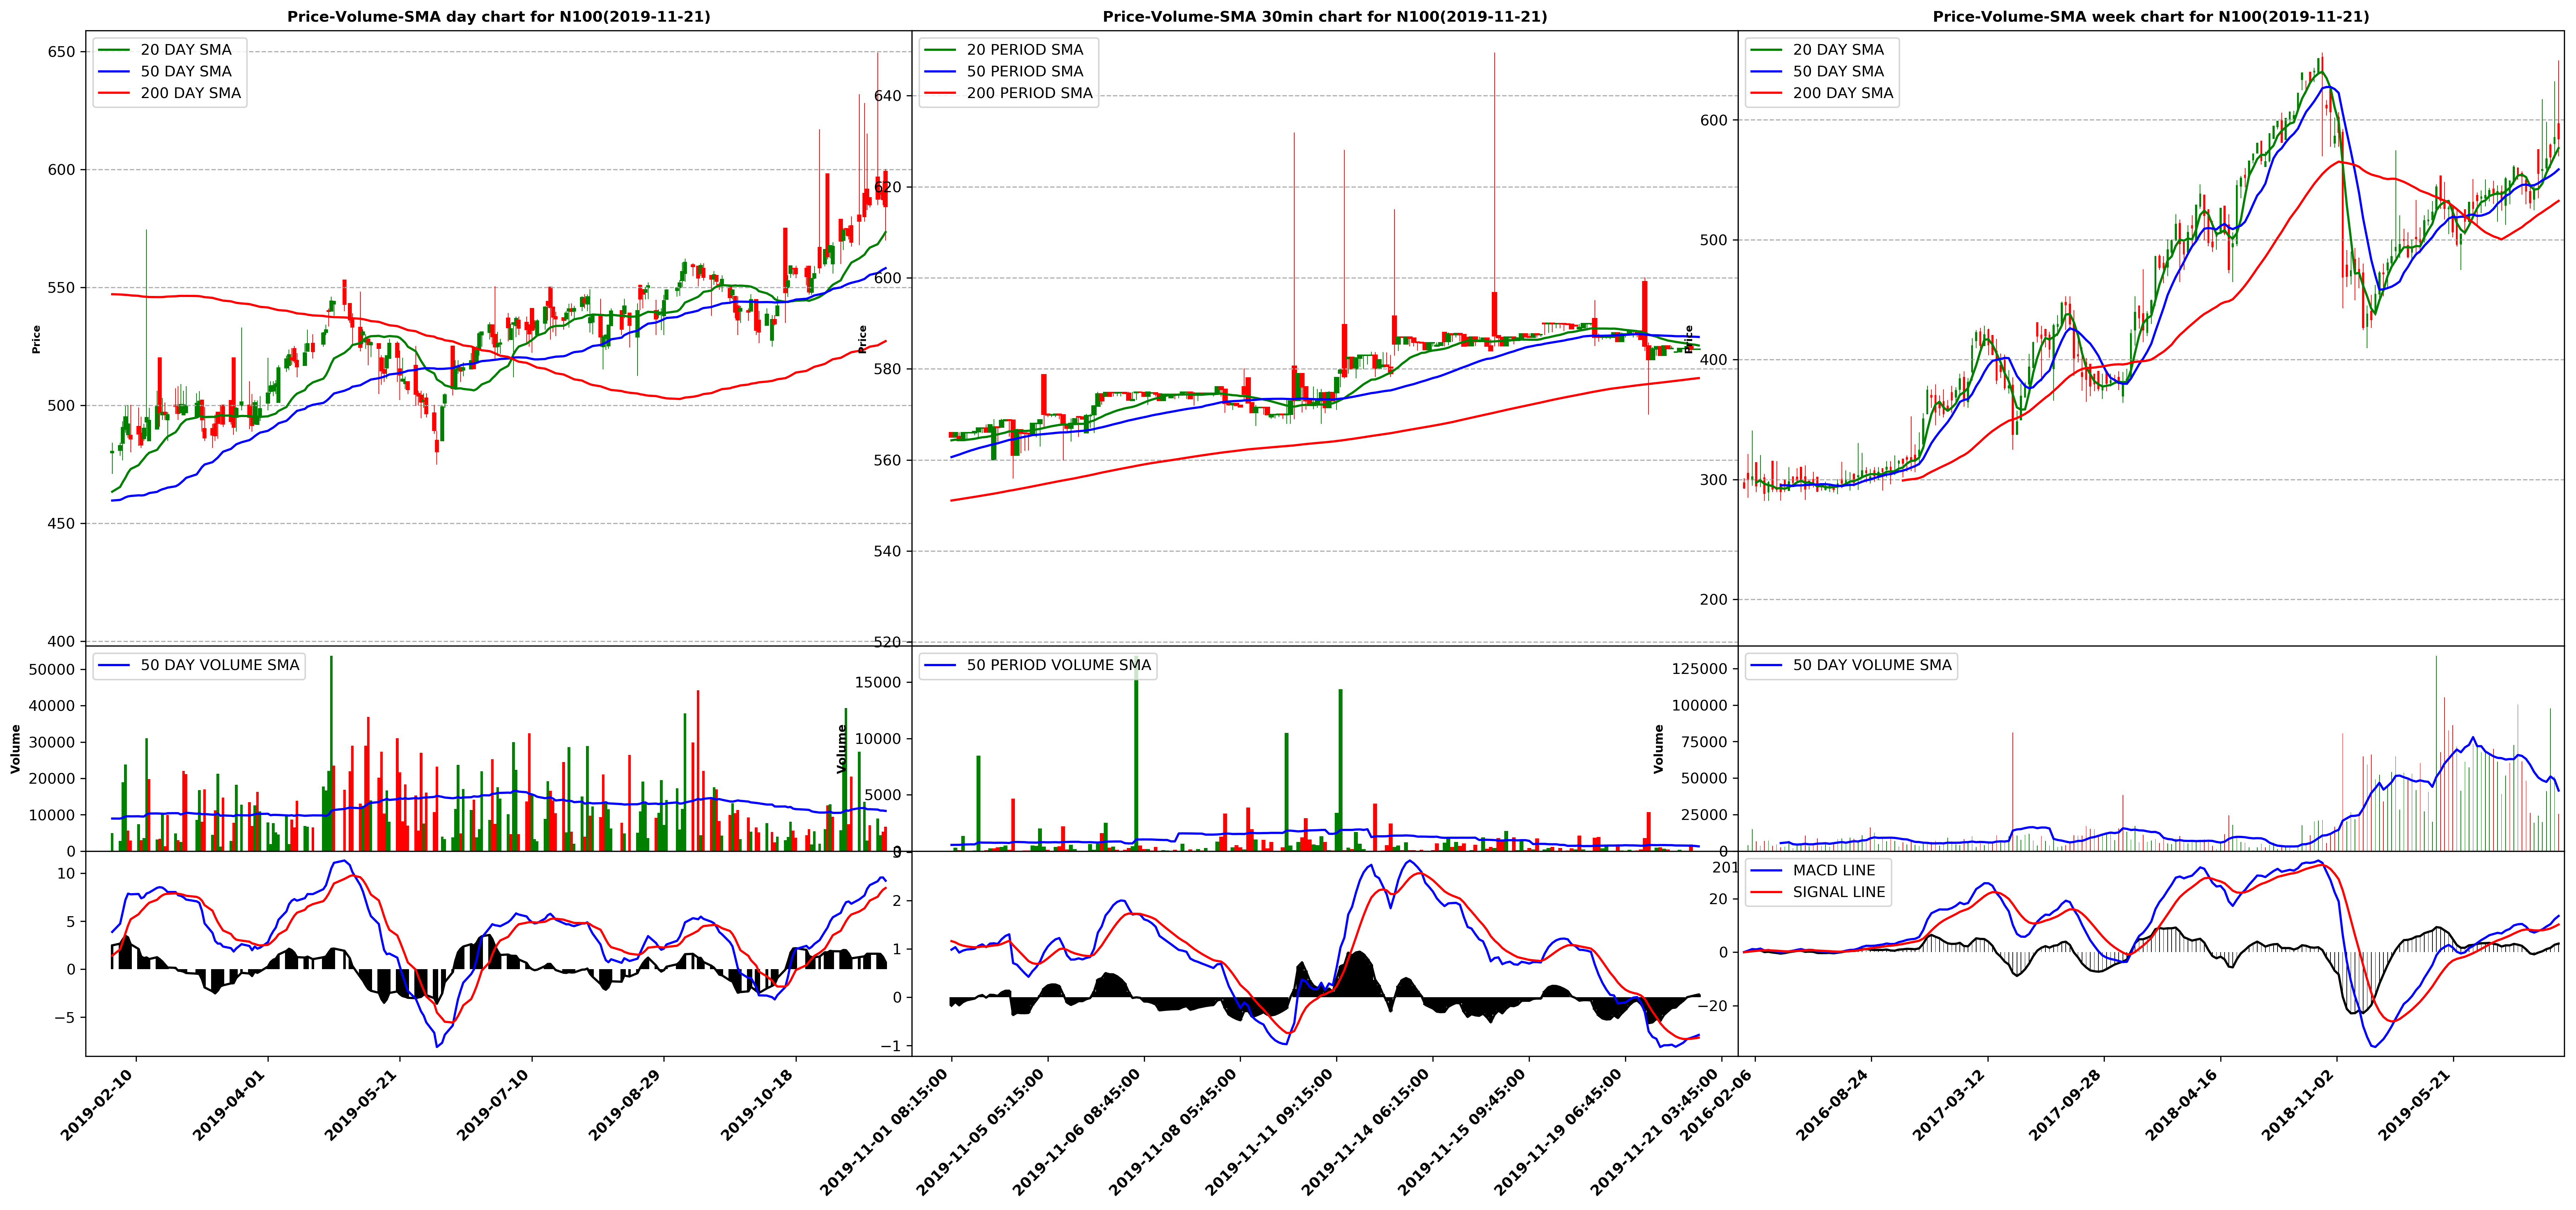 Price-Volume-SMA day chart for N100(2019-11-21)
20 DAY SMA
50 DAY SMA
200 DAY SMA
650
600
550
500
450
400
Price
50 DAY VOLUME SMA
50000
40000
30000
20000
10000
0
Volume
10
5
0
−5
2019-02-10
2019-04-01
2019-05-21
2019-07-10
2019-08-29
2019-10-18
Price-Volume-SMA 30min chart for N100(2019-11-21)
20 PERIOD SMA
50 PERIOD SMA
200 PERIOD SMA
640
620
600
580
560
540
520
Price
50 PERIOD VOLUME SMA
15000
10000
5000
0
Volume
3
2
1
0
−1
2019-11-01 08:15:00
2019-11-05 05:15:00
2019-11-06 08:45:00
2019-11-08 05:45:00
2019-11-11 09:15:00
2019-11-14 06:15:00
2019-11-15 09:45:00
2019-11-19 06:45:00
2019-11-21 03:45:00
Price-Volume-SMA week chart for N100(2019-11-21)
20 DAY SMA
50 DAY SMA
200 DAY SMA
600
500
400
300
200
Price
50 DAY VOLUME SMA
125000
100000
75000
50000
25000
0
Volume
MACD LINE
SIGNAL LINE
20
0
−20
2016-02-06
2016-08-24
2017-03-12
2017-09-28
2018-04-16
2018-11-02
2019-05-21